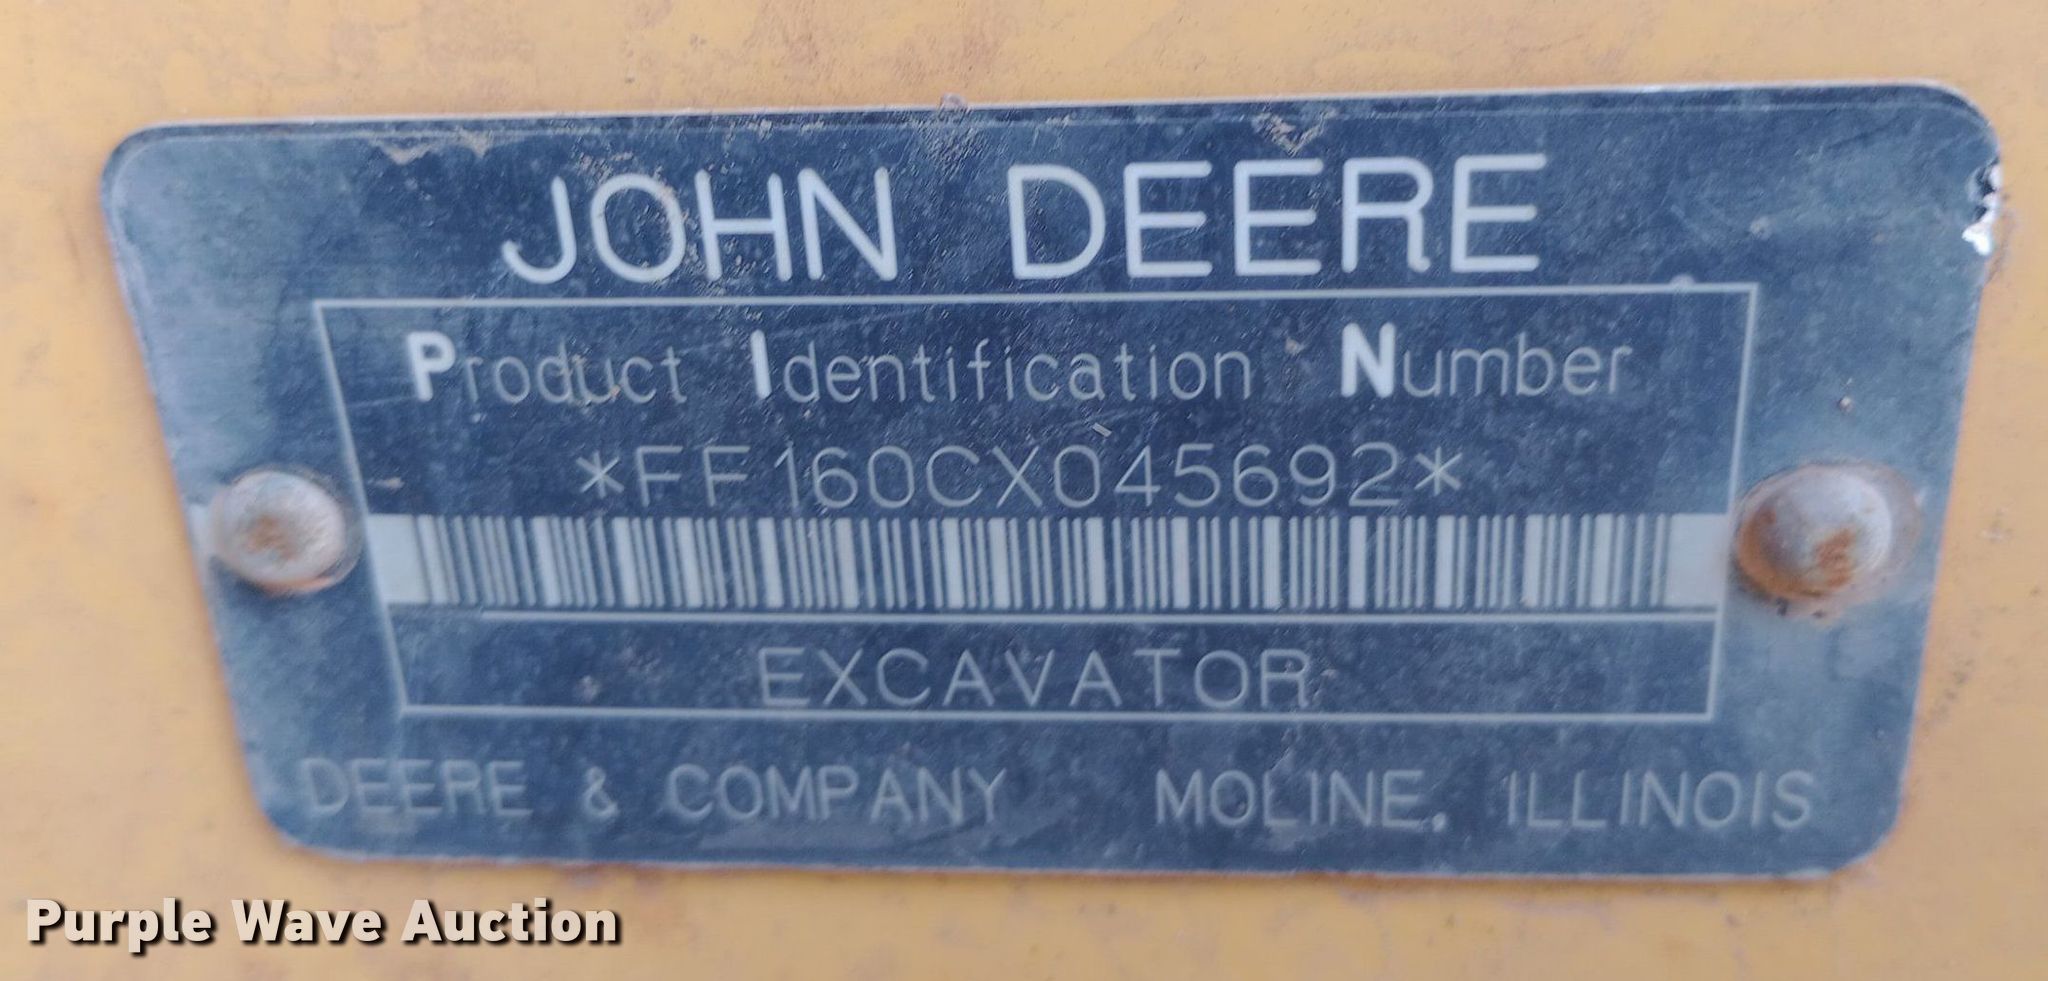 JOHN DEERE
Product Identification Number
*FF160CX045692*
EXCAVATOR
DEERE & COMPANY MOLINE, ILLINOIS
Purple Wave Auction